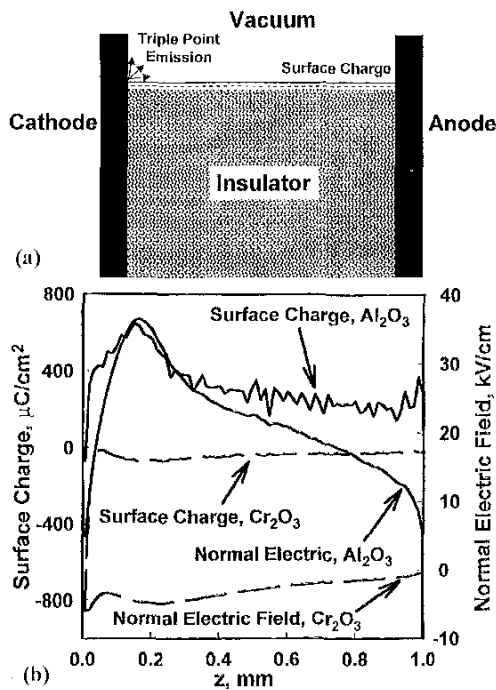 (a)
Vacuum
Triple Point
Emission
Surface Charge
Cathode
Anode
Insulator
800
400
0
-400
-800
Surface Charge, μC/cm²
40
30
20
10
0
-10
Normal Electric Field, kV/cm
Surface Charge, Al₂O₃
Surface Charge, Cr₂O₃
Normal Electric, Al₂O₃
Normal Electric Field, Cr₂O₃
0.0 0.2 0.4 0.6 0.8 1.0
z, mm
(b)